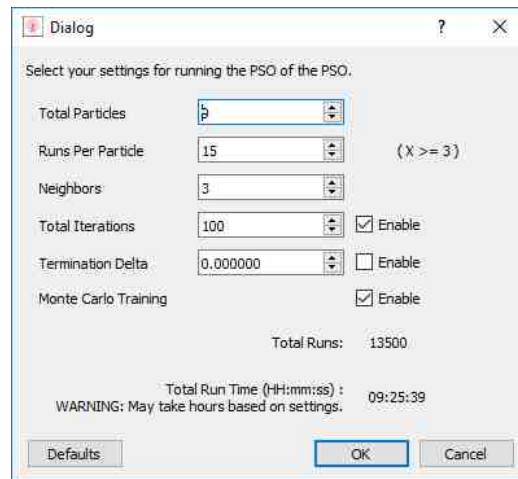 Dialog
?
X
Select your settings for running the PSO of the PSO.
Total Particles
Runs Per Particle 15 (X >= 3)
Neighbors 3
Total Iterations 100 Enable
Termination Delta 0.000000 Enable
Monte Carlo Training Enable
Total Runs: 13500
Total Run Time (HH:mm:ss) :
WARNING: May take hours based on settings. 09:25:39
Defaults OK Cancel